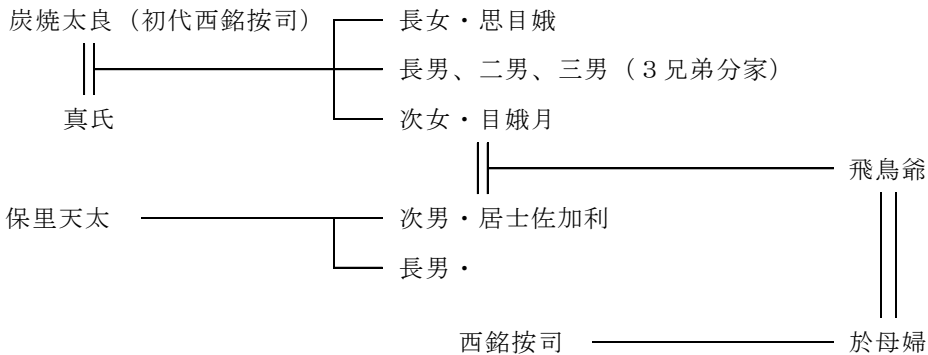 炭焼太良（初代西銘按司） 長女・思目娥
長男、二男、三男（３兄弟分家）
真氏 次女・目娥月
飛鳥爺
保里天太 次男・居士佐加利
長男・
西銘按司 於母婦